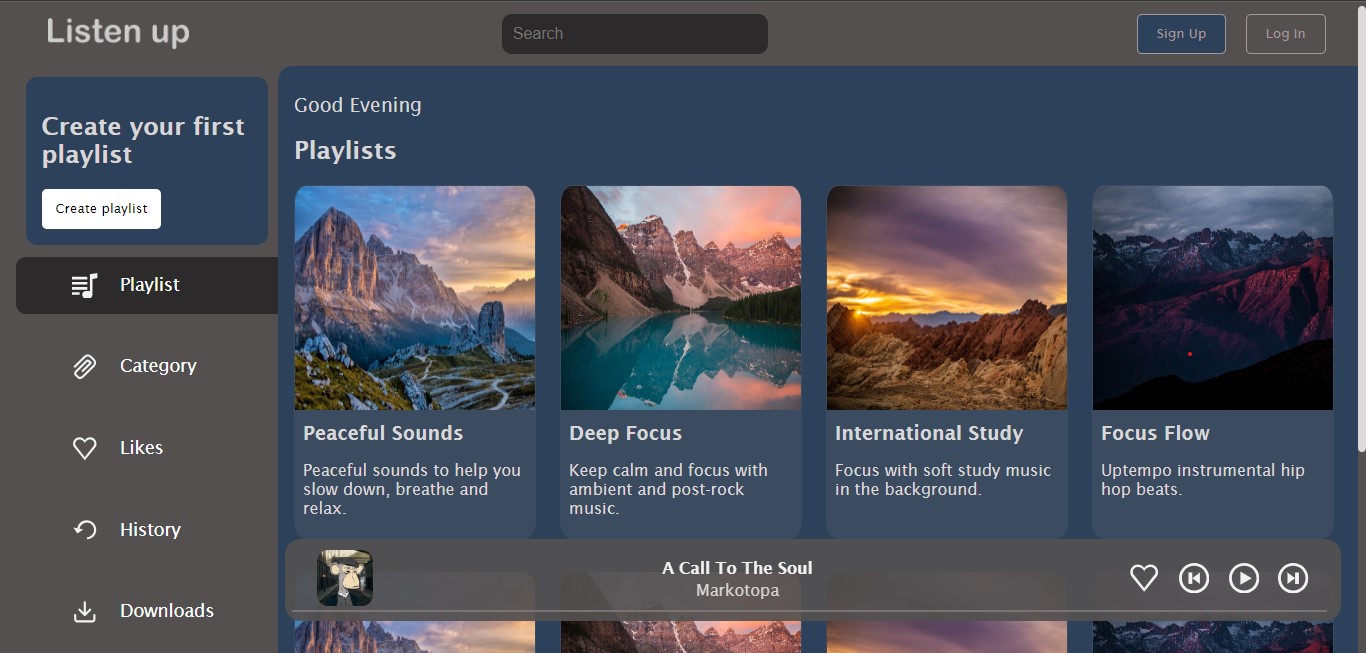 Listen up
Search
Sign Up
Log In
Create your first
playlist
Create playlist
Playlist
Category
Likes
History
Downloads
Good Evening
Playlists
Peaceful Sounds
Peaceful sounds to help you
slow down, breathe and
relax.
Deep Focus
Keep calm and focus with
ambient and post-rock
music.
International Study
Focus with soft study music
in the background.
Focus Flow
Uptempo instrumental hip
hop beats.
A Call To The Soul
Markotopa